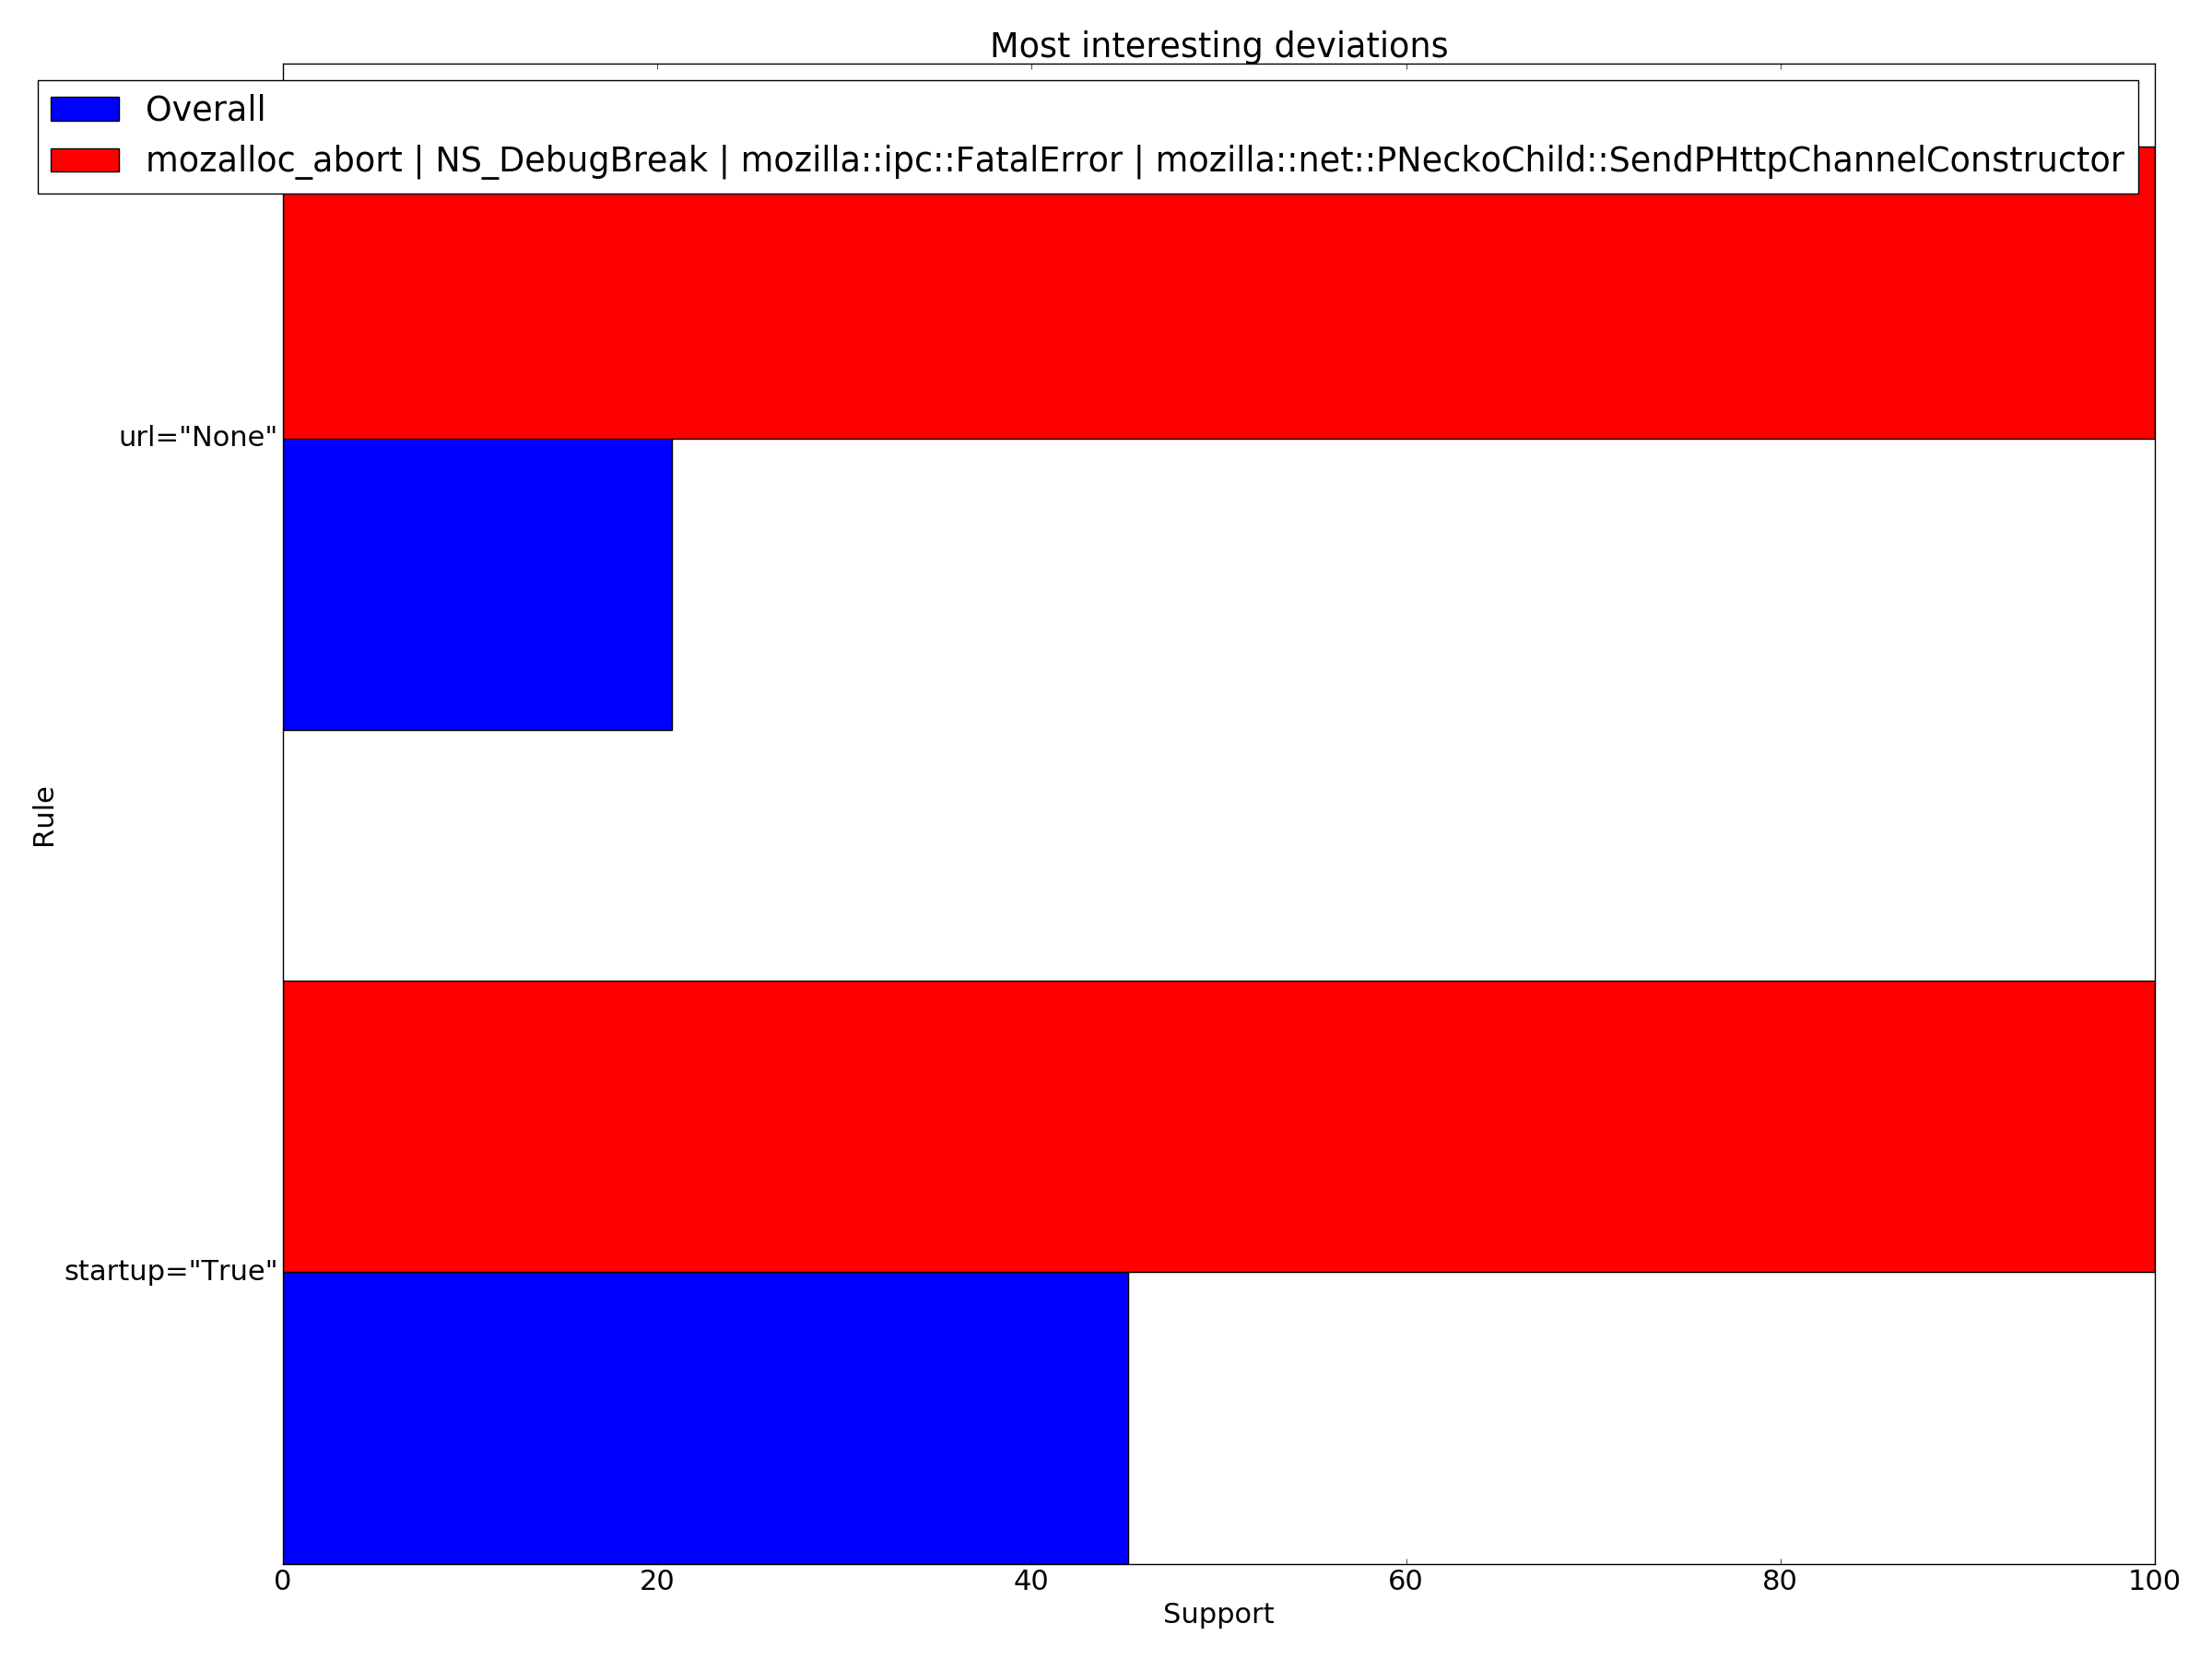 Most interesting deviations
Overall
mozalloc_abort | NS_DebugBreak | mozilla::ipc::FatalError | mozilla::net::PNeckoChild::SendPHttpChannelConstructor
url="None"
Rule
startup="True"
0 20 40 60 80 100
Support